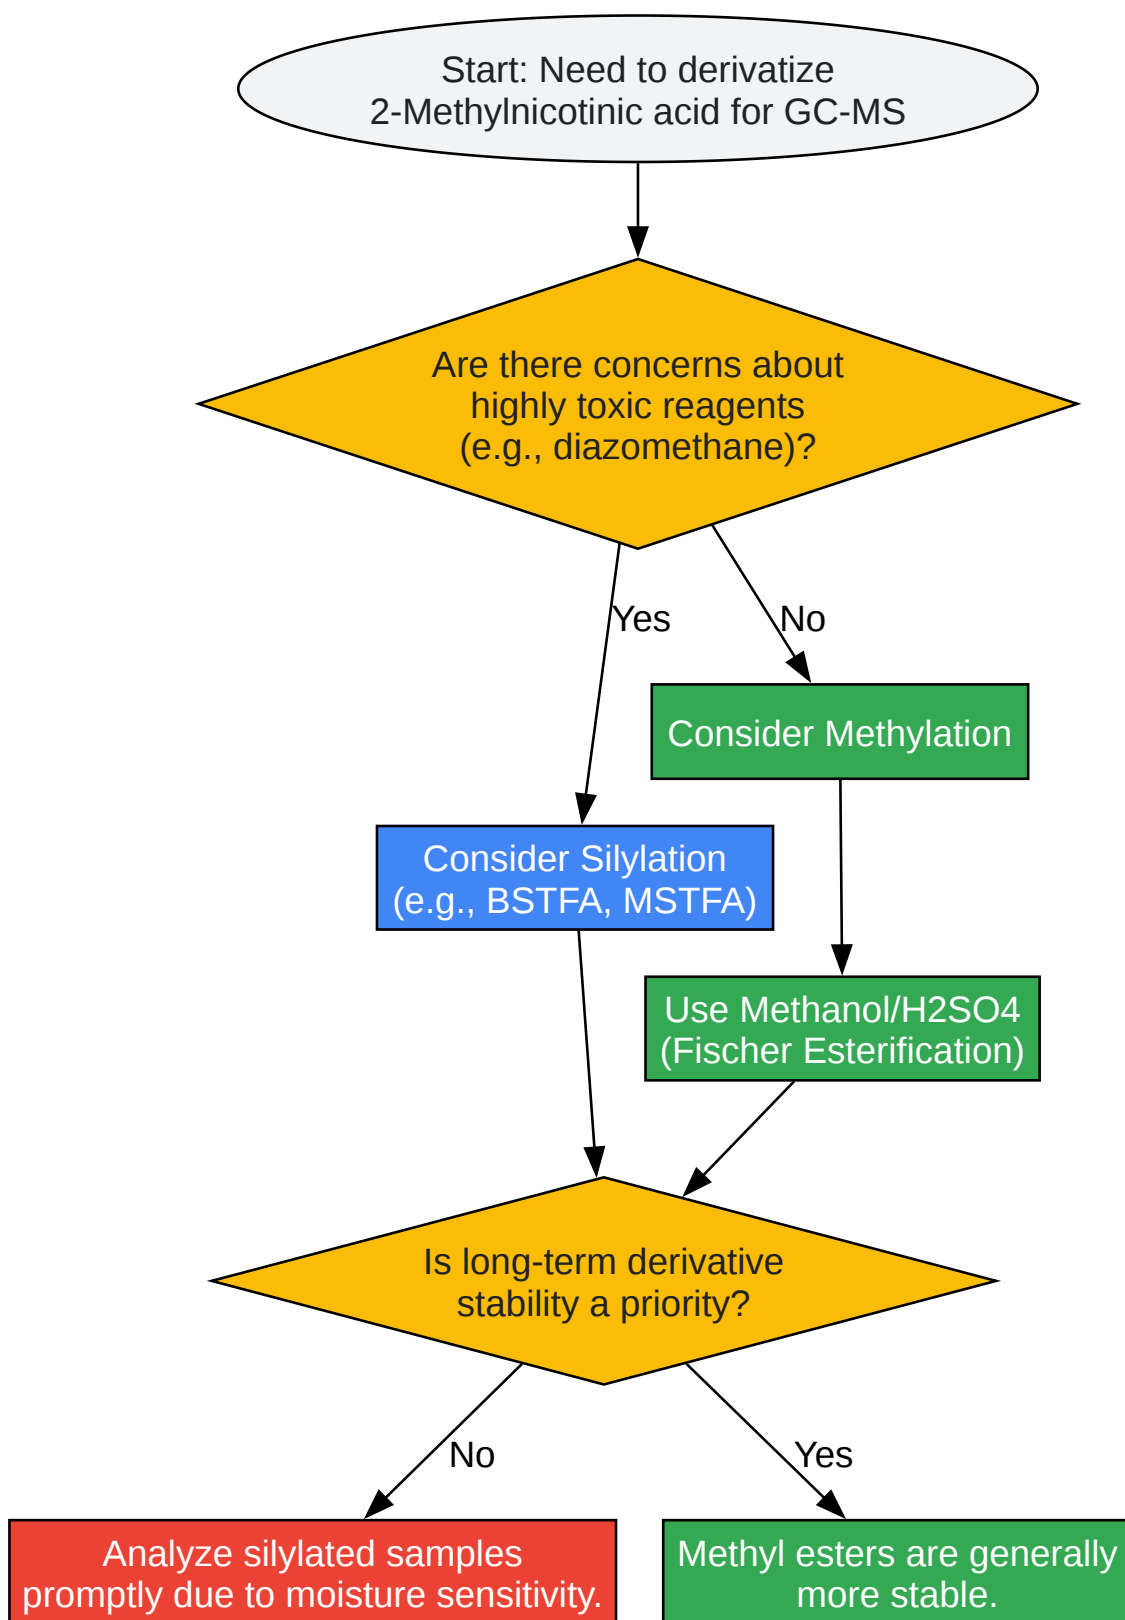 Start: Need to derivatize
2-Methylnicotinic acid for GC-MS
Are there concerns about
highly toxic reagents
(e.g., diazomethane)?
Yes
No
Consider Methylation
Consider Silylation
(e.g., BSTFA, MSTFA)
Use Methanol/H2SO4
(Fischer Esterification)
Is long-term derivative
stability a priority?
No
Yes
Analyze silylated samples
promptly due to moisture sensitivity.
Methyl esters are generally
more stable.